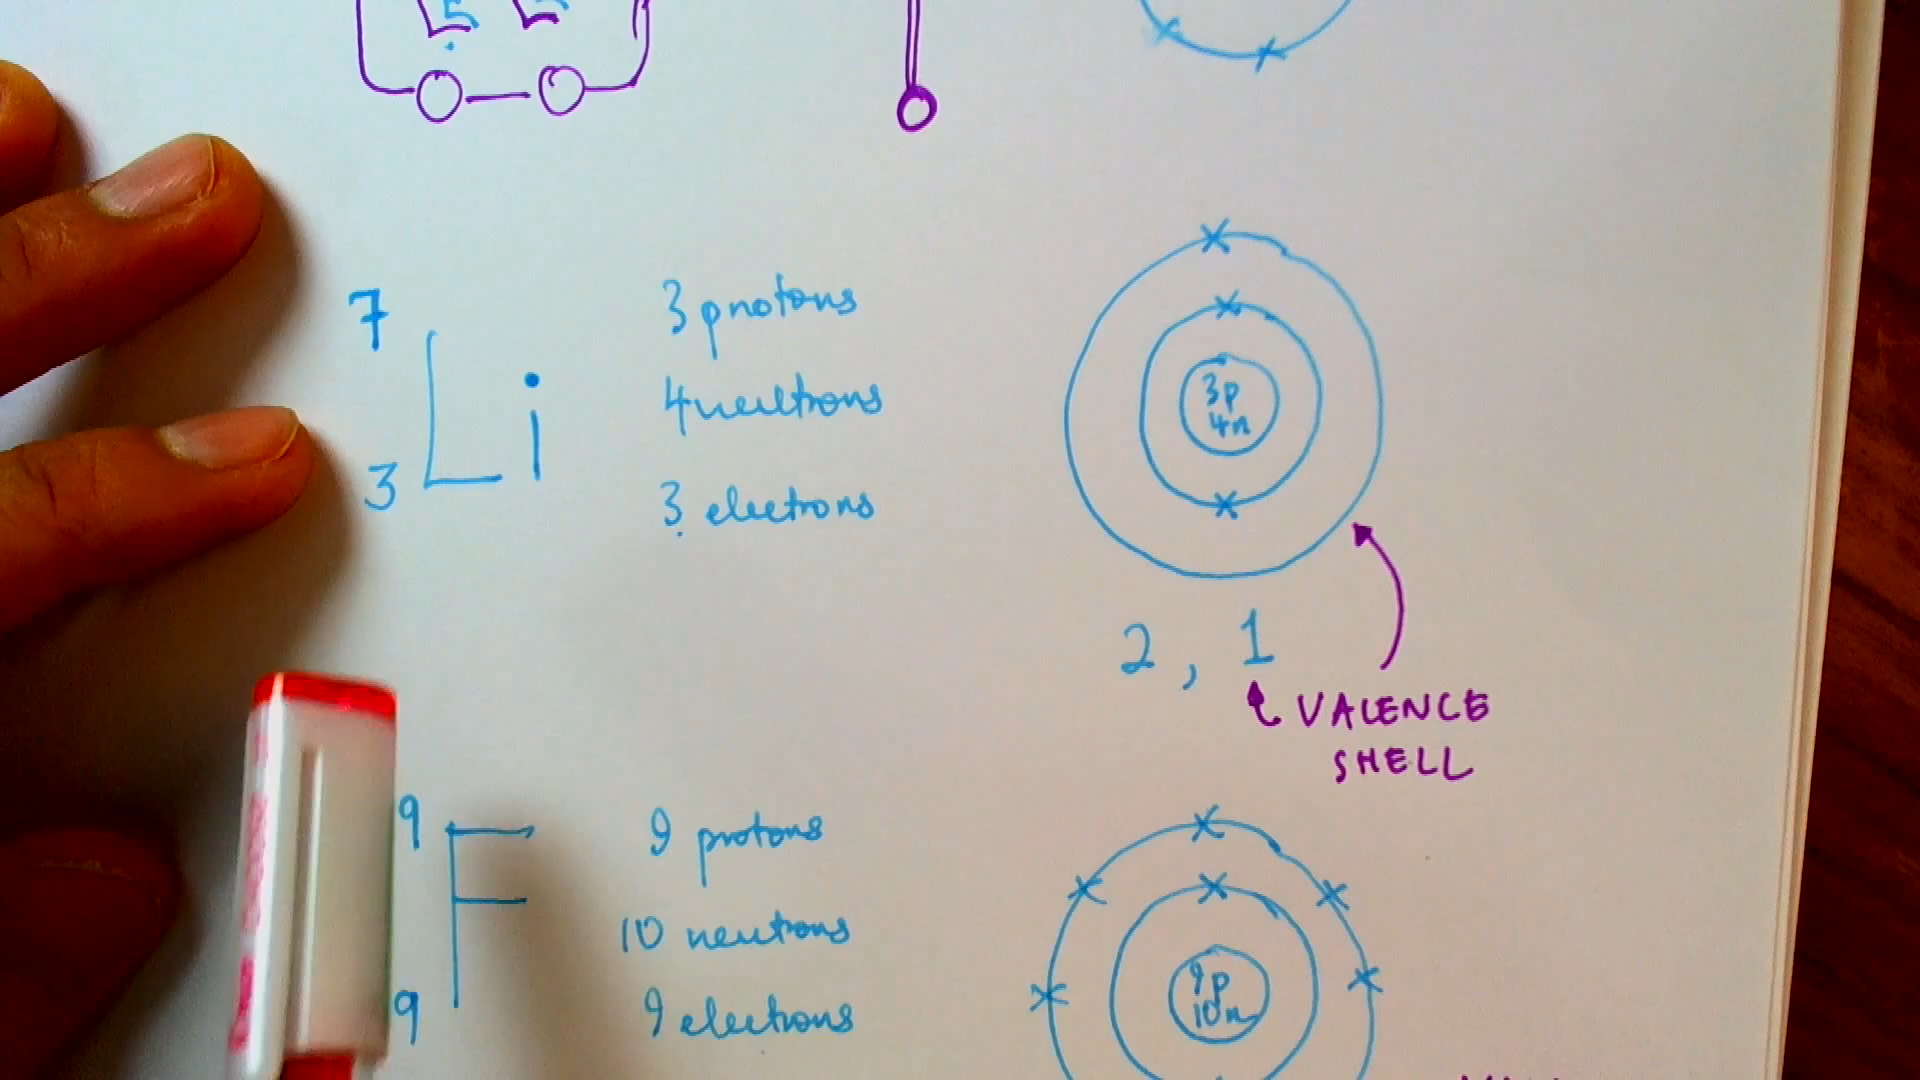 7
Li
3
3 protons
4 neutrons
3 electrons
3p
4n
2, 1
VALENCE
SHELL
9
F
9
9 protons
10 neutrons
9 electrons
9p
10n